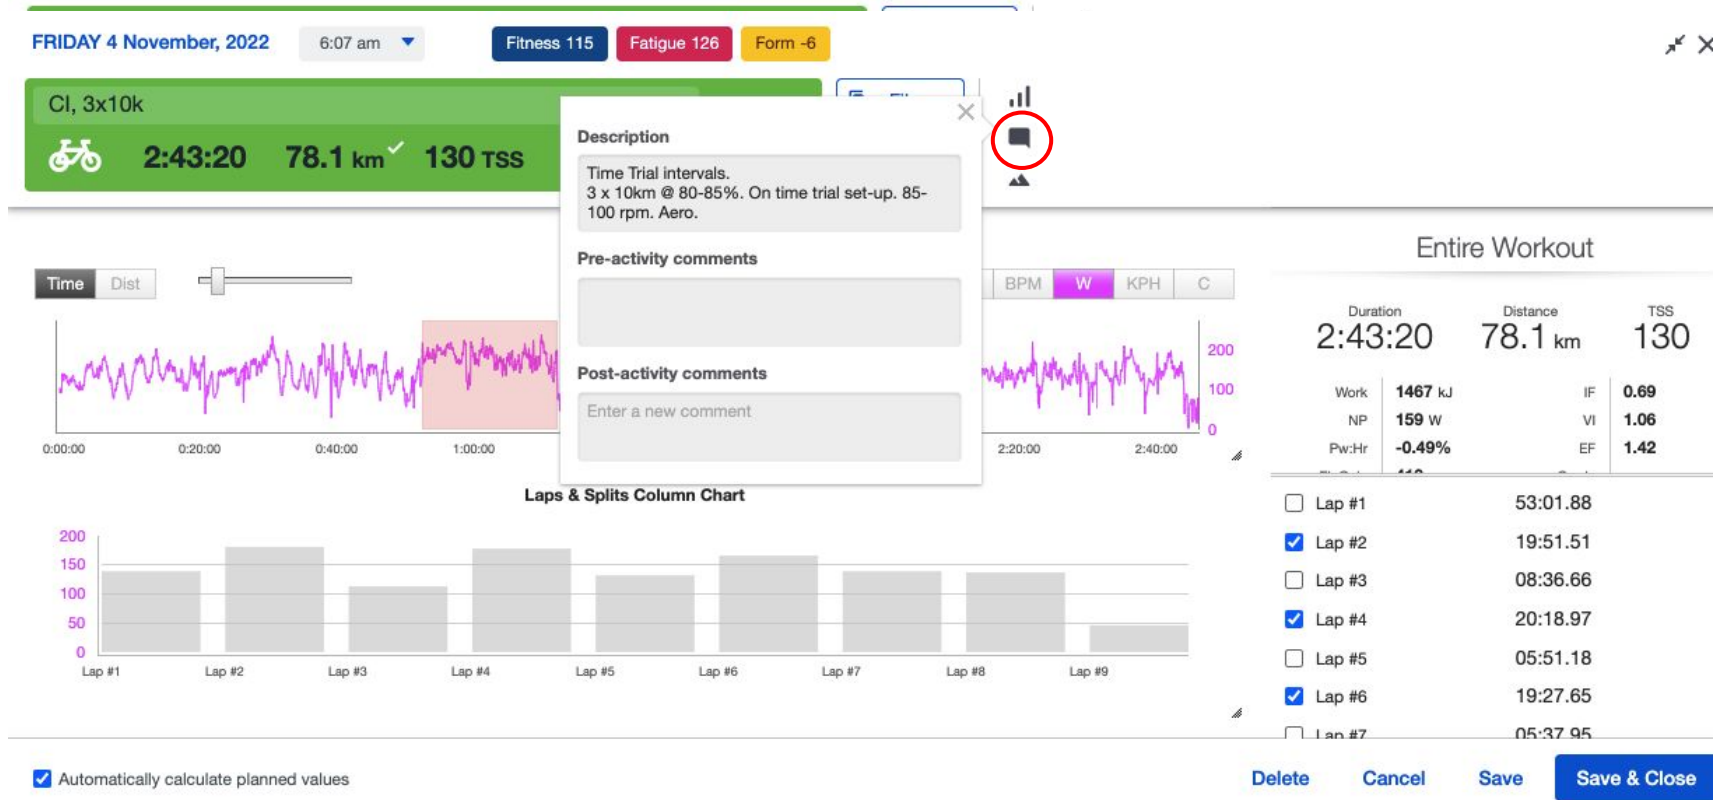 FRIDAY 4 November, 2022
6:07 am
Fitness 115
Fatigue 126
Form -6
CI, 3x10k
2:43:20 78.1 km 130 TSS
Description
Time Trial intervals.
3 x 10km @ 80-85%. On time trial set-up. 85-
100 rpm. Aero.
Pre-activity comments
Post-activity comments
Enter a new comment
Time Dist
BPM W KPH C
200
100
0
0:00:00 0:20:00 0:40:00 1:00:00 2:20:00 2:40:00
Laps & Splits Column Chart
200
150
100
50
0
Lap #1 Lap #2 Lap #3 Lap #4 Lap #5 Lap #6 Lap #7 Lap #8 Lap #9
Entire Workout
Duration Distance TSS
2:43:20 78.1 km 130
Work 1467 kJ IF 0.69
NP 159 W VI 1.06
Pw:Hr -0.49% EF 1.42
Lap #1 53:01.88
Lap #2 19:51.51
Lap #3 08:36.66
Lap #4 20:18.97
Lap #5 05:51.18
Lap #6 19:27.65
Lap #7 05:37.95
Automatically calculate planned values
Delete Cancel Save Save & Close